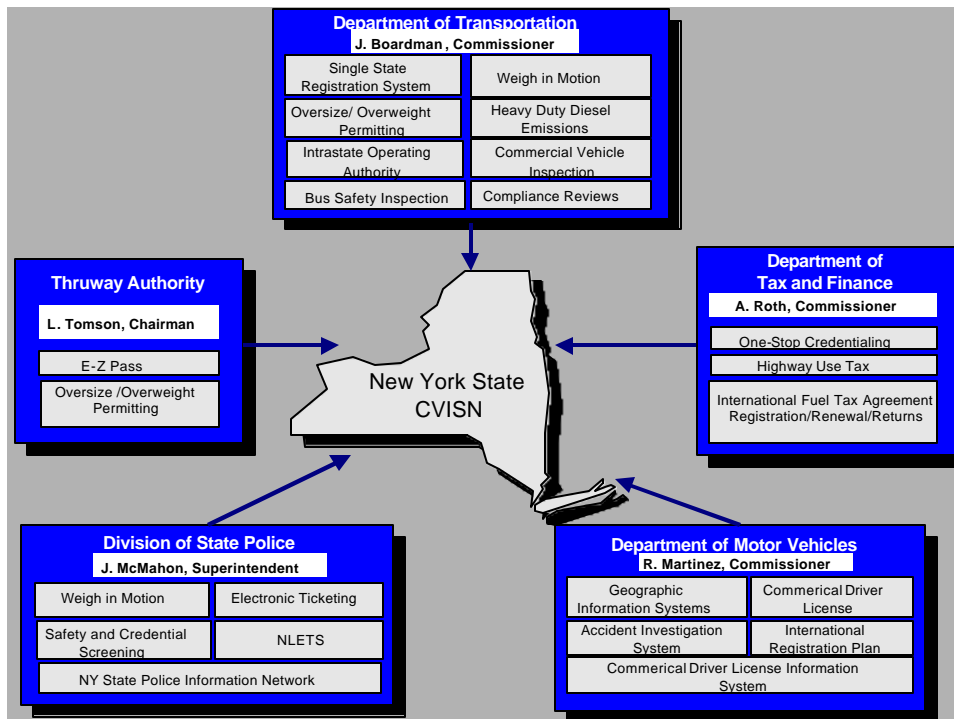 Department of Transportation
J. Boardman, Commissioner
Single State
Registration System
Weigh in Motion
Oversize/ Overweight
Permitting
Heavy Duty Diesel
Emissions
Intrastate Operating
Authority
Commercial Vehicle
Inspection
Bus Safety Inspection
Compliance Reviews
Thruway Authority
L. Tomson, Chairman
E-Z Pass
Oversize /Overweight
Permitting
Department of
Tax and Finance
A. Roth, Commissioner
One-Stop Credentialing
Highway Use Tax
International Fuel Tax Agreement
Registration/Renewal/Returns
New York State
CVISN
Division of State Police
J. McMahon, Superintendent
Weigh in Motion
Electronic Ticketing
Safety and Credential
Screening
NLETS
NY State Police Information Network
Department of Motor Vehicles
R. Martinez, Commissioner
Geographic
Information Systems
Commerical Driver
License
Accident Investigation
System
International
Registration Plan
Commerical Driver License Information
System